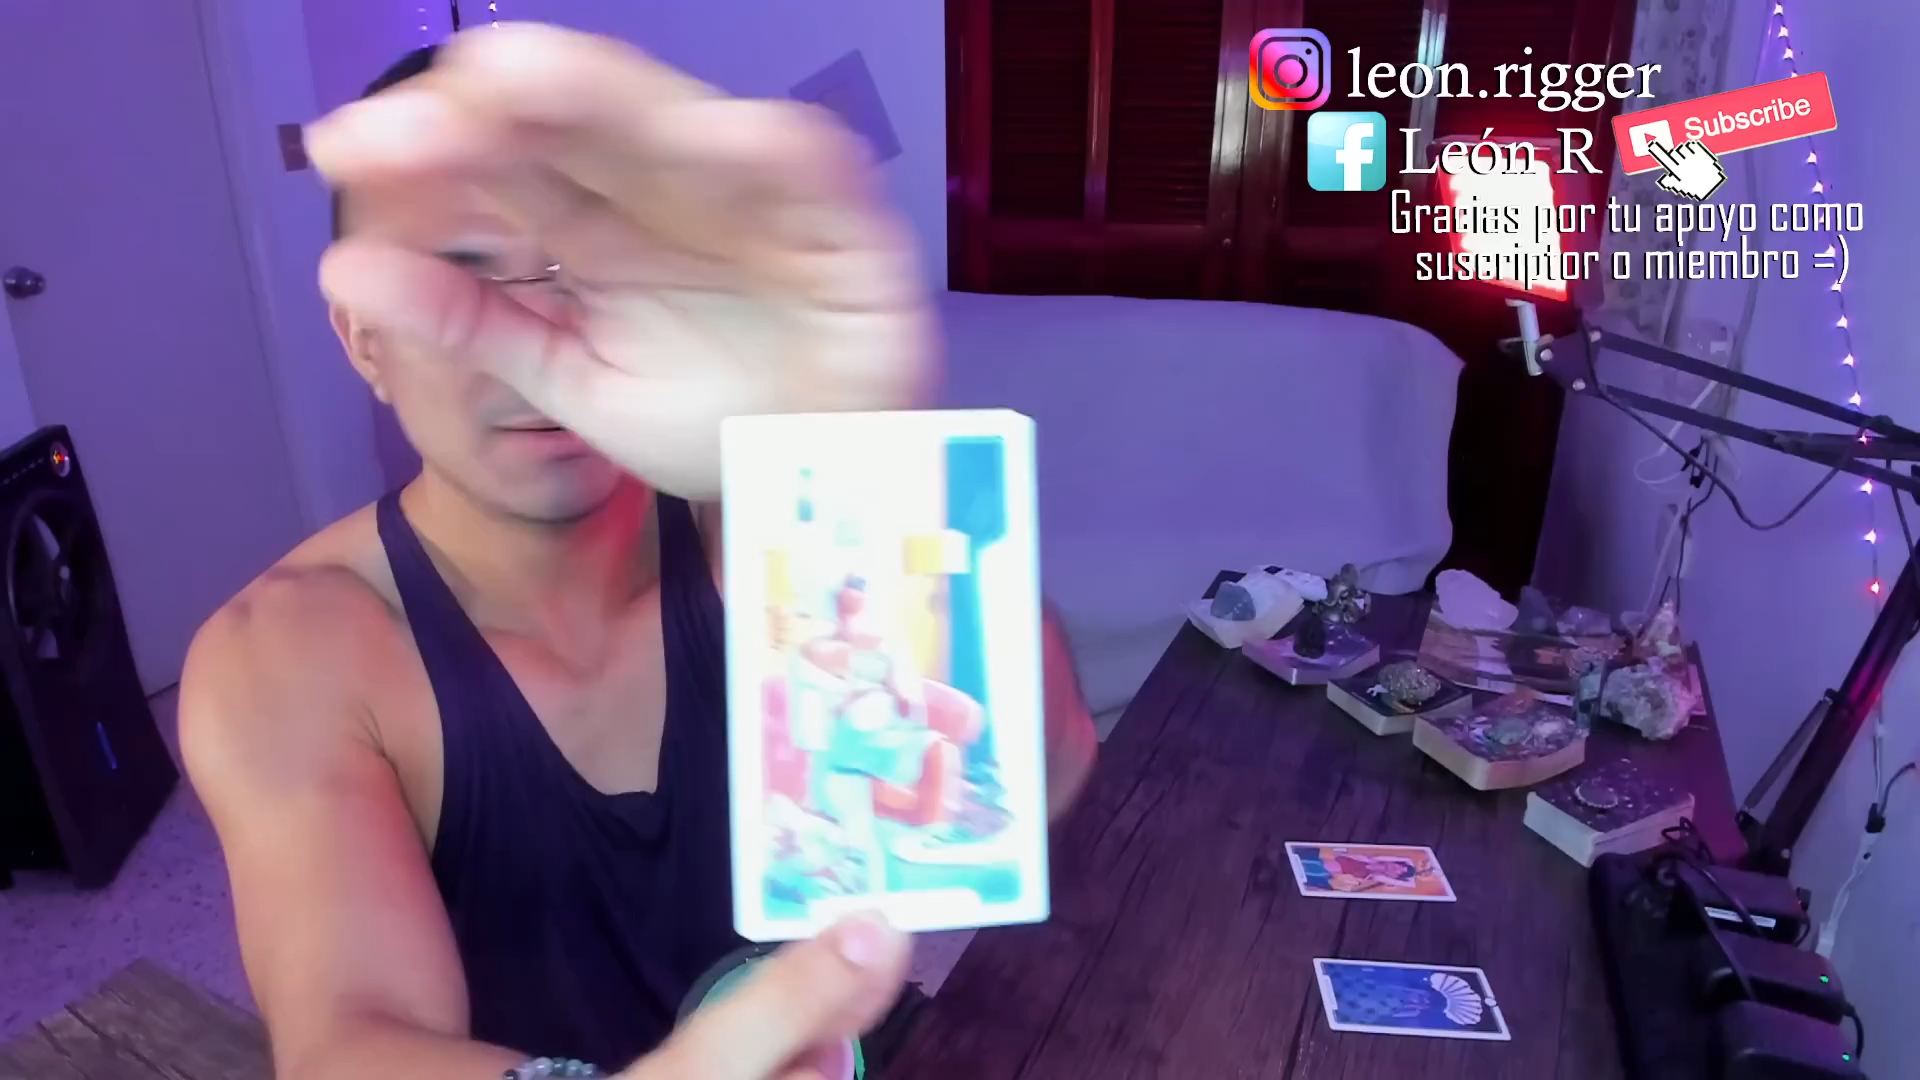 leon.rigger
León R
Subscribe
Gracias por tu apoyo como
suscriptor o miembro =)